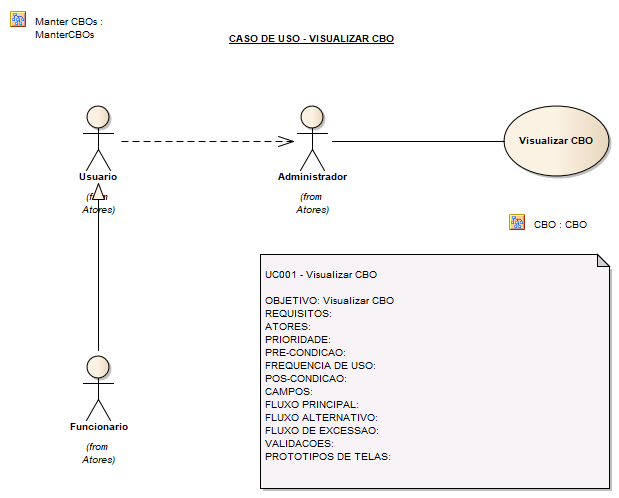 Manter CBOs :
ManterCBOs
CASO DE USO - VISUALIZAR CBO
Usuario
(from
Atores)
Administrador
(from
Atores)
Visualizar CBO
CBO : CBO
UC001 - Visualizar CBO
OBJETIVO: Visualizar CBO
REQUISITOS:
ATORES:
PRIORIDADE:
PRE-CONDICAO:
FREQUENCIA DE USO:
POS-CONDICAO:
CAMPOS:
FLUXO PRINCIPAL:
FLUXO ALTERNATIVO:
FLUXO DE EXCESSAO:
VALIDACOES:
PROTOTIPOS DE TELAS:
Funcionario
(from
Atores)